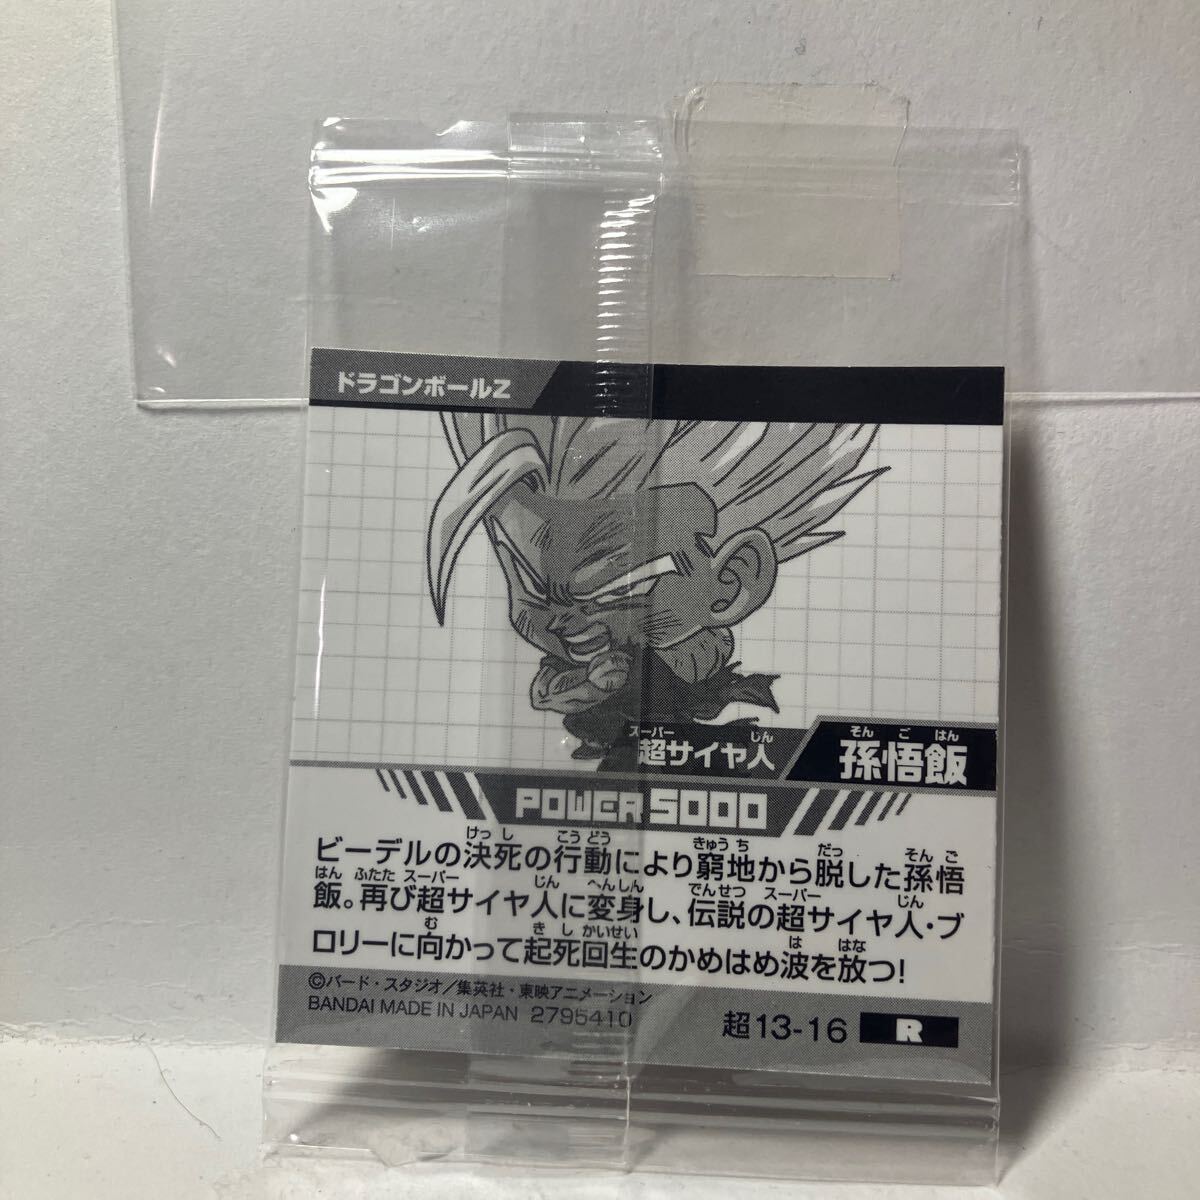 ドラゴンボールZ
スーパー じん
超サイヤ人
そん ご はん
孫悟飯
POWER 5000
けっ し こう どう きゅう ち だっ そん ご
ビーデルの決死の行動により窮地から脱した孫悟
はん ふたた スーパー じん へんしん でんせつ スーパー じん
飯。再び超サイヤ人に変身し、伝説の超サイヤ人・ブ
む き し かいせい は はな
ロリーに向かって起死回生のかめはめ波を放つ!
©バード・スタジオ/集英社・東映アニメーション
BANDAI MADE IN JAPAN 2795410
超13-16 R